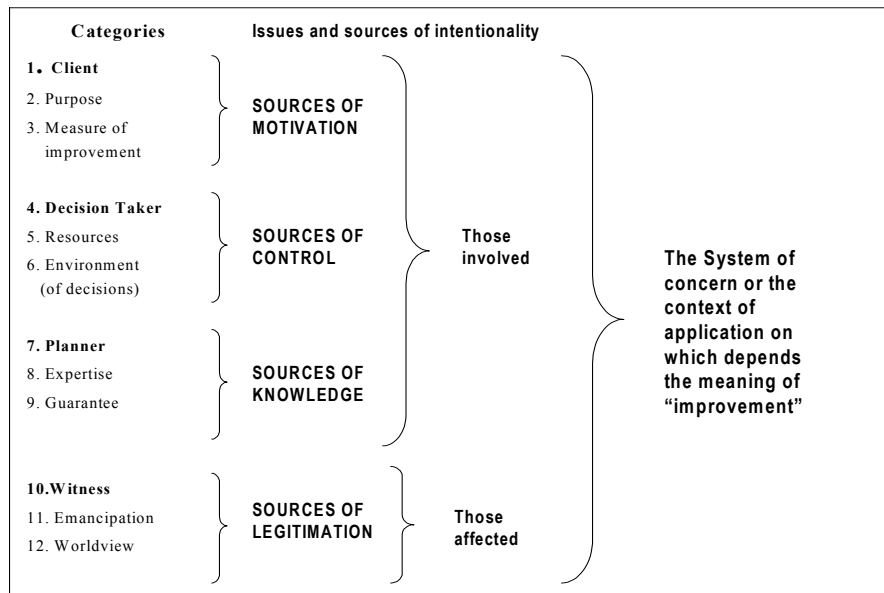 Categories
Issues and sources of intentionality
1. Client
2. Purpose
3. Measure of
improvement
SOURCES OF
MOTIVATION
4. Decision Taker
5. Resources
6. Environment
(of decisions)
SOURCES OF
CONTROL
7. Planner
8. Expertise
9. Guarantee
SOURCES OF
KNOWLEDGE
Those
involved
10.Witness
11. Emancipation
12. Worldview
SOURCES OF
LEGITIMATION
Those
affected
The System of
concern or the
context of
application on
which depends
the meaning of
“improvement”